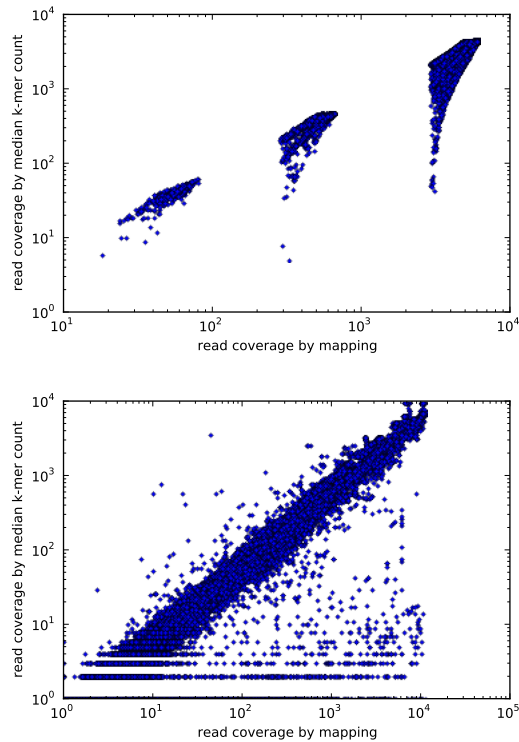 10^4
10^3
10^2
10^1
10^0
read coverage by median k-mer count
10^1 10^2 10^3 10^4
read coverage by mapping
10^4
10^3
10^2
10^1
10^0
read coverage by median k-mer count
10^0 10^1 10^2 10^3 10^4 10^5
read coverage by mapping